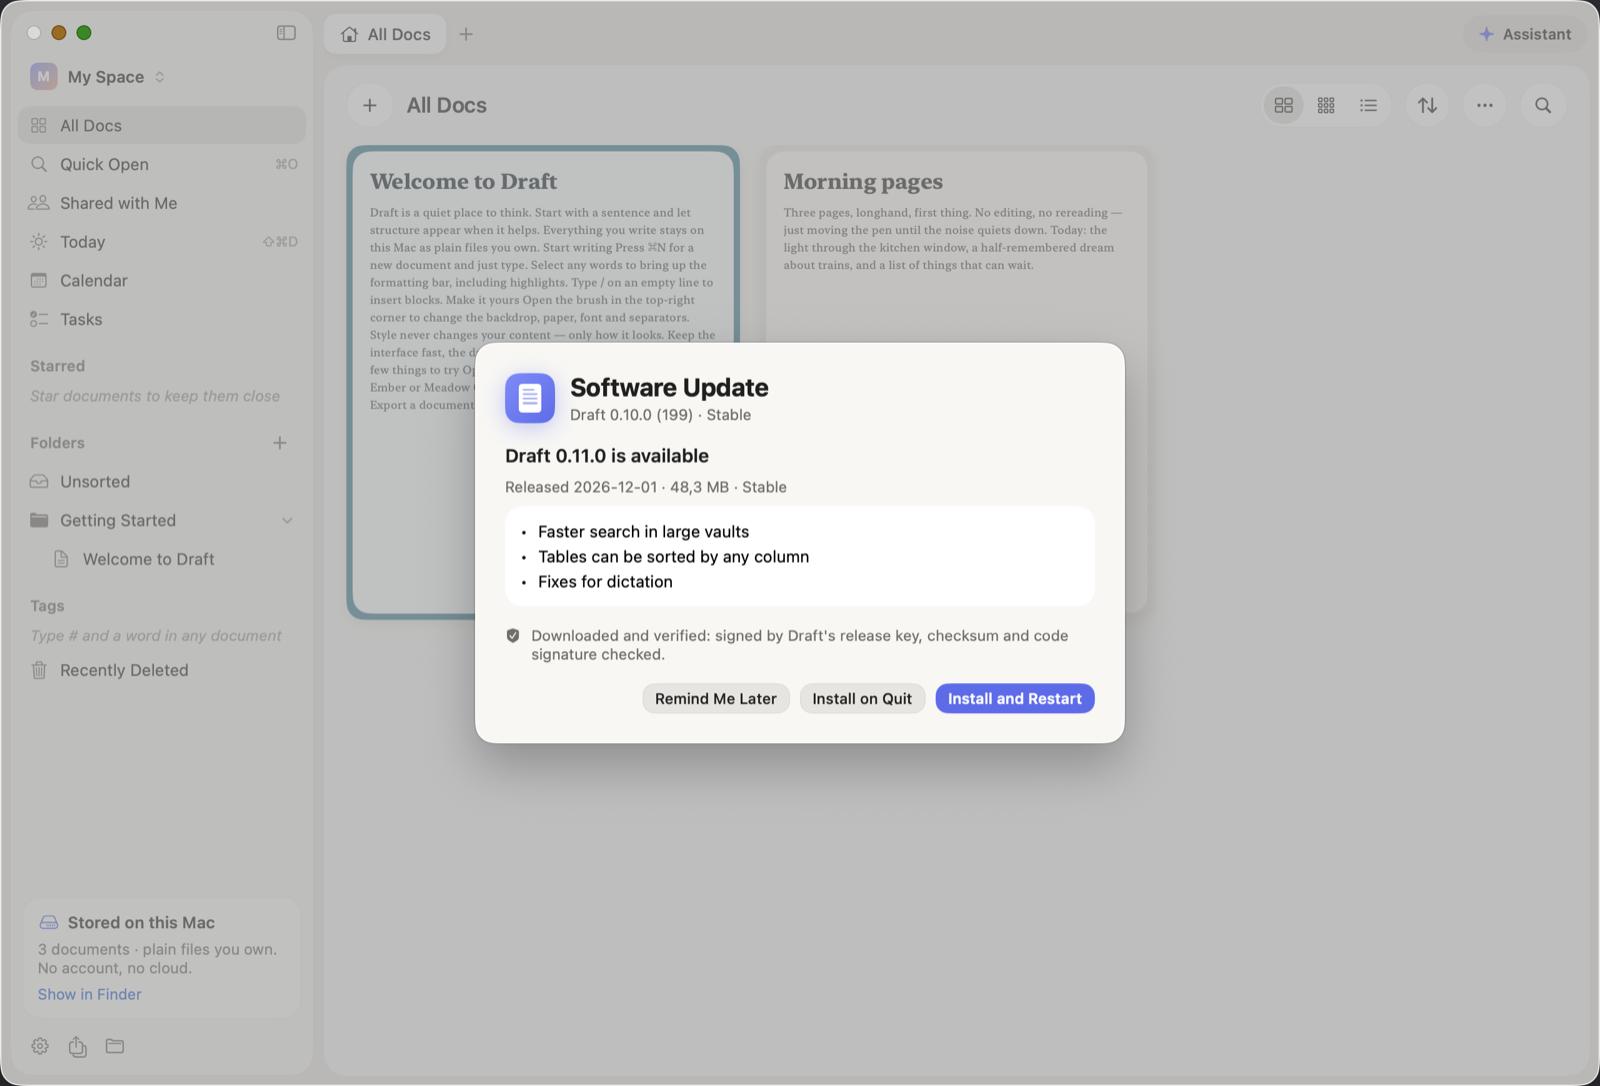 All Docs
Assistant
M
My Space
All Docs
All Docs
Quick Open ⌘O
Shared with Me
Today ⇧⌘D
Calendar
Tasks
Starred
Star documents to keep them close
Folders
Unsorted
Getting Started
Welcome to Draft
Tags
Type # and a word in any document
Recently Deleted
Stored on this Mac
3 documents · plain files you own.
No account, no cloud.
Show in Finder
Welcome to Draft
Draft is a quiet place to think. Start with a sentence and let
structure appear when it helps. Everything you write stays on
this Mac as plain files you own. Start writing Press ⌘N for a
new document and just type. Select any words to bring up the
formatting bar, including highlights. Type / on an empty line to
insert blocks. Make it yours Open the brush in the top-right
corner to change the backdrop, paper, font and separators.
Style never changes your content — only how it looks. Keep the
interface fast, the
few things to try
Ember or Meadow
Export a document
Morning pages
Three pages, longhand, first thing. No editing, no rereading —
just moving the pen until the noise quiets down. Today: the
light through the kitchen window, a half-remembered dream
about trains, and a list of things that can wait.
Software Update
Draft 0.10.0 (199) · Stable
Draft 0.11.0 is available
Released 2026-12-01 · 48,3 MB · Stable
• Faster search in large vaults
• Tables can be sorted by any column
• Fixes for dictation
Downloaded and verified: signed by Draft's release key, checksum and code
signature checked.
Remind Me Later
Install on Quit
Install and Restart